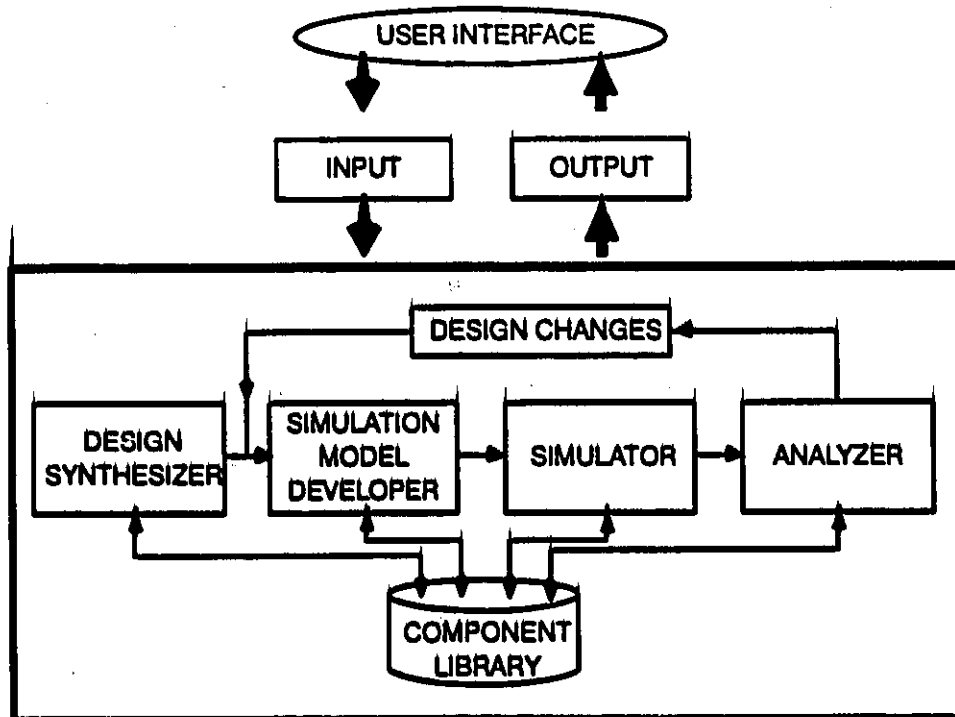 USER INTERFACE
INPUT
OUTPUT
DESIGN CHANGES
DESIGN
SYNTHESIZER
SIMULATION
MODEL
DEVELOPER
SIMULATOR
ANALYZER
COMPONENT
LIBRARY